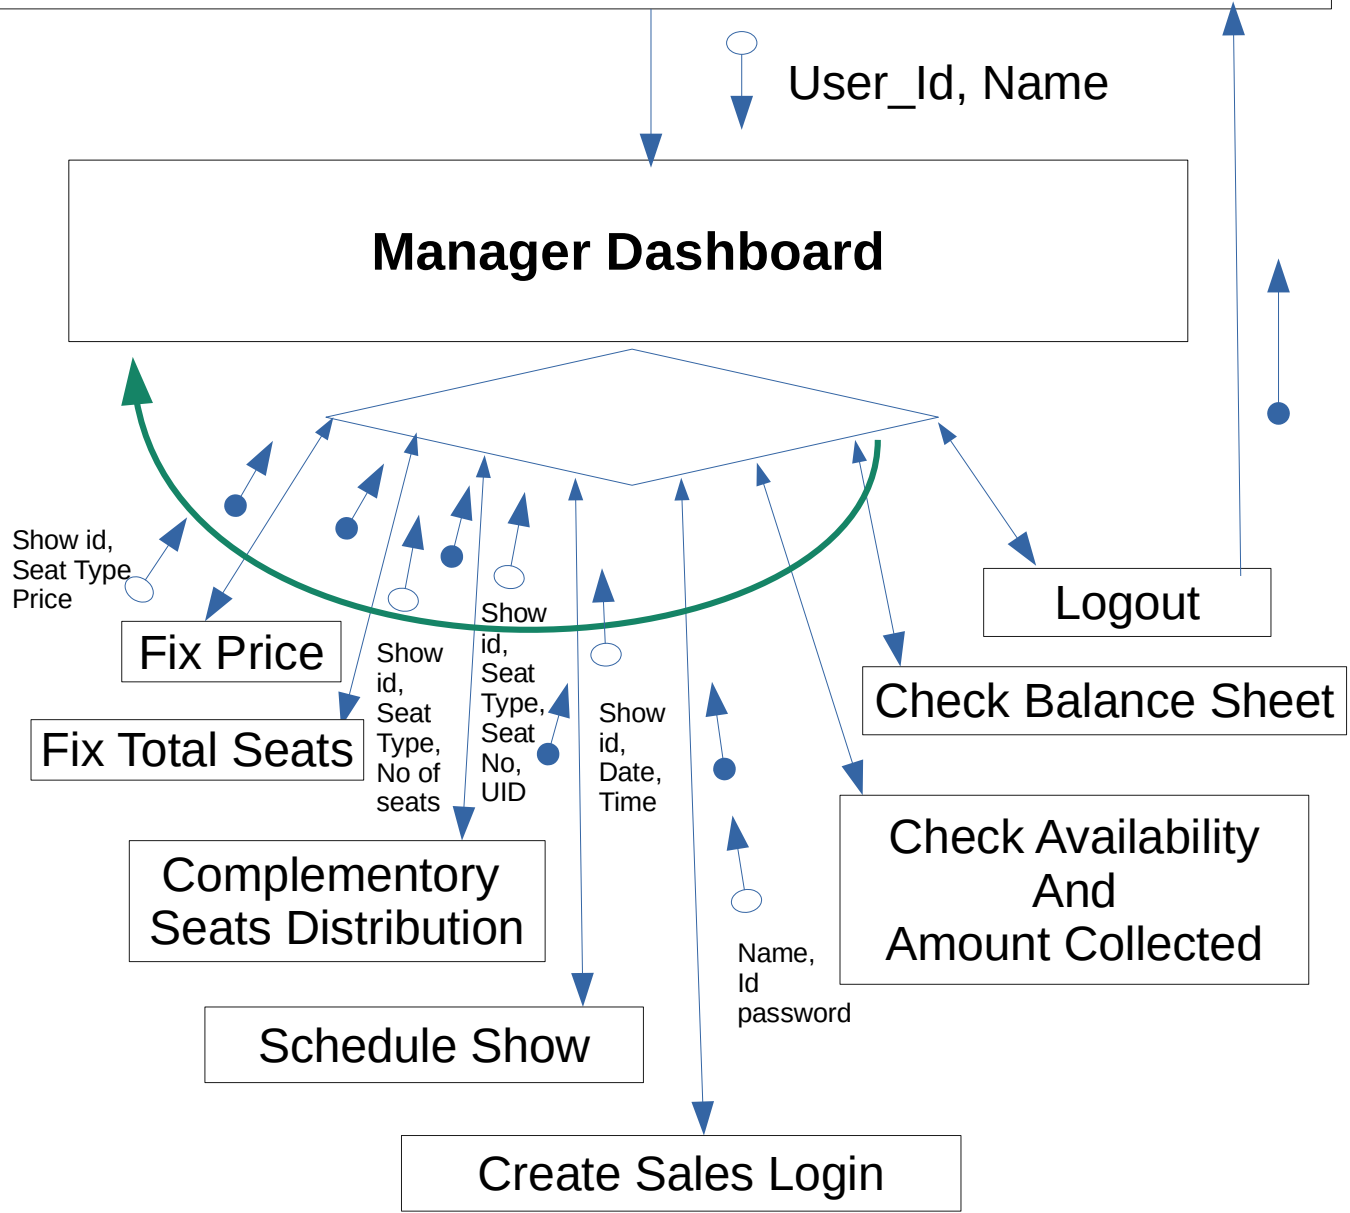 User_Id, Name
Manager Dashboard
Show id,
Seat Type
Price
Fix Price
Fix Total Seats
Show
id,
Seat
Type,
No of
seats
Show
id,
Seat
Type,
Seat
No,
UID
Show
id,
Date,
Time
Logout
Check Balance Sheet
Complementory
Seats Distribution
Check Availability
And
Amount Collected
Name,
Id
password
Schedule Show
Create Sales Login